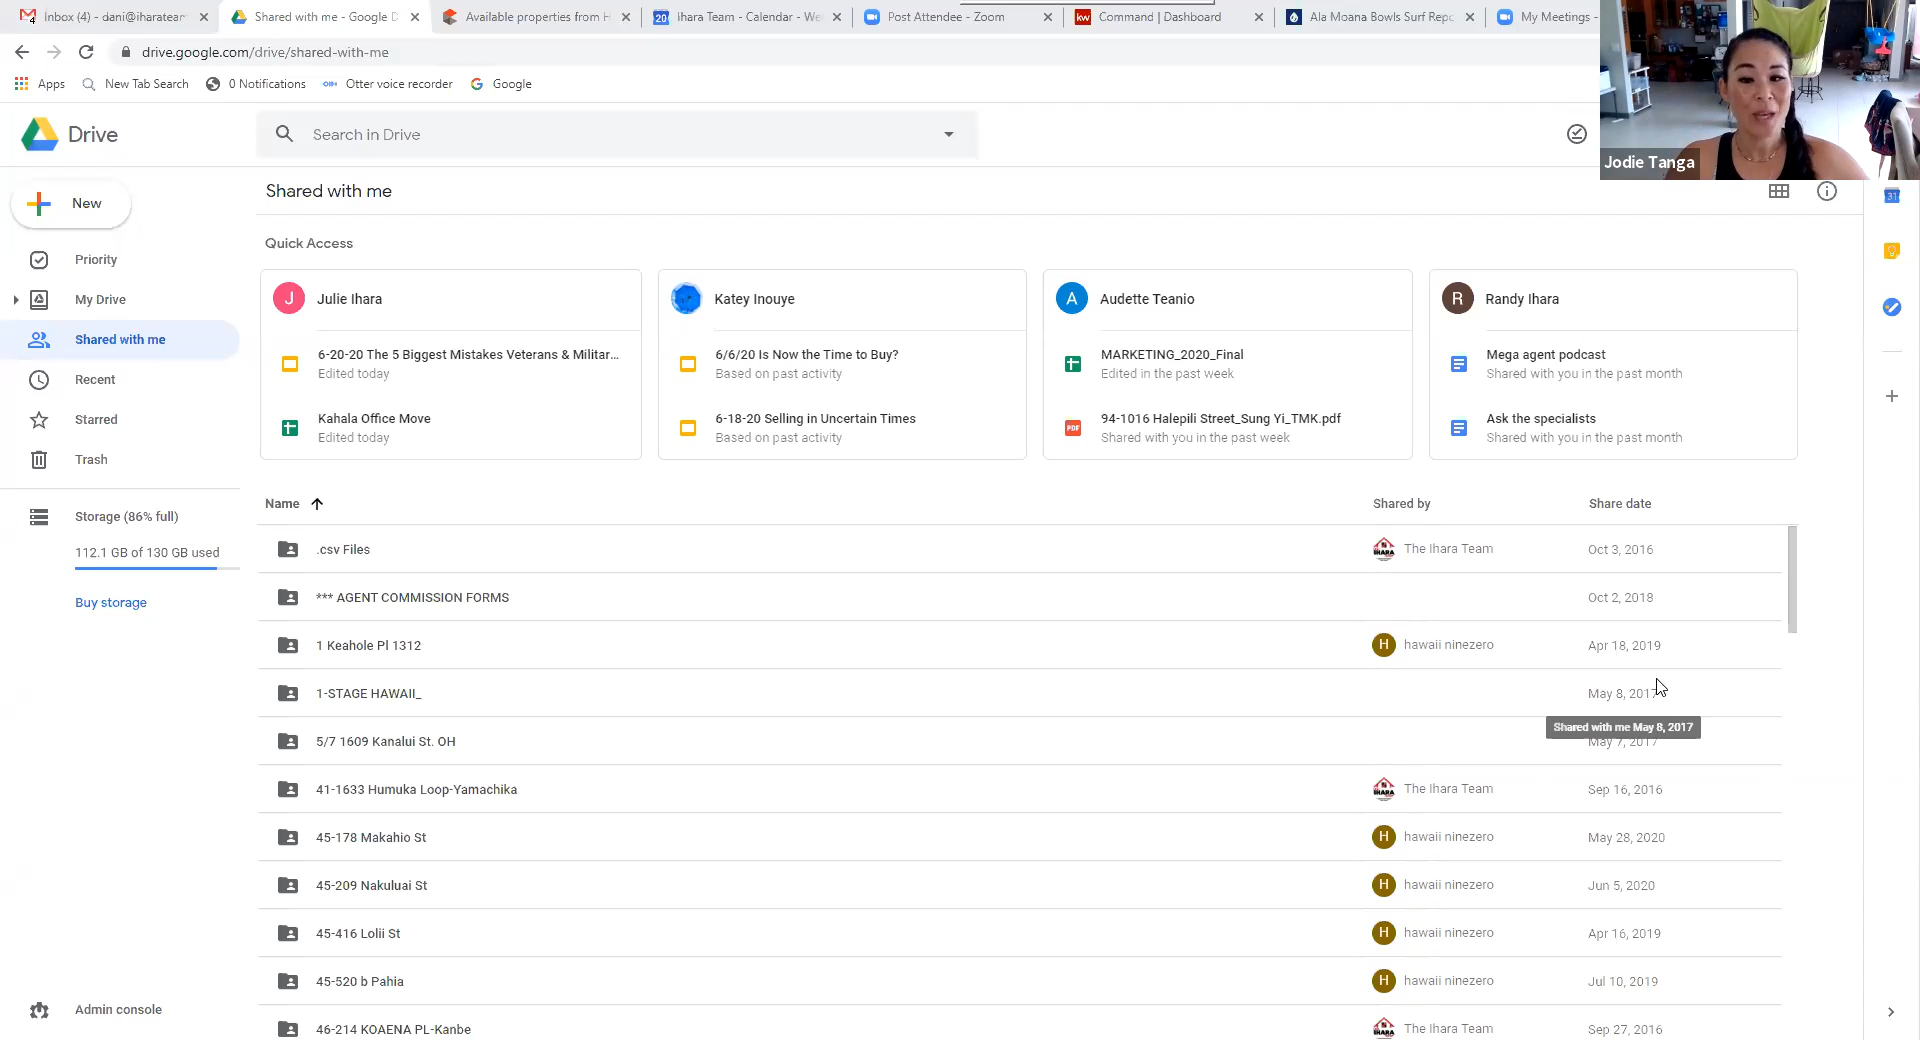 Inbox (4) - dani@iharatean
Shared with me - Google D
Available properties from H
Ihara Team - Calendar - We
Post Attendee - Zoom
Command | Dashboard
Ala Moana Bowls Surf Repo
My Meetings -
drive.google.com/drive/shared-with-me
Apps
New Tab Search
0 Notifications
Otter voice recorder
Google
Drive
Search in Drive
Jodie Tanga
New
Shared with me
Quick Access
Priority
My Drive
Shared with me
Recent
Starred
Trash
Storage (86% full)
112.1 GB of 130 GB used
Buy storage
Admin console
J Julie Ihara
6-20-20 The 5 Biggest Mistakes Veterans & Militar...
Edited today
Kahala Office Move
Edited today
Katey Inouye
6/6/20 Is Now the Time to Buy?
Based on past activity
6-18-20 Selling in Uncertain Times
Based on past activity
A Audette Teanio
MARKETING_2020_Final
Edited in the past week
PDF 94-1016 Halepili Street_Sung Yi_TMK.pdf
Shared with you in the past week
R Randy Ihara
Mega agent podcast
Shared with you in the past month
Ask the specialists
Shared with you in the past month
Name Shared by Share date
.csv Files The Ihara Team Oct 3, 2016
*** AGENT COMMISSION FORMS Oct 2, 2018
1 Keahole Pl 1312 H hawaii ninezero Apr 18, 2019
1-STAGE HAWAII_ May 8, 2017
Shared with me May 8, 2017
5/7 1609 Kanalui St. OH May 7, 2017
41-1633 Humuka Loop-Yamachika The Ihara Team Sep 16, 2016
45-178 Makahio St H hawaii ninezero May 28, 2020
45-209 Nakuluai St H hawaii ninezero Jun 5, 2020
45-416 Lolii St H hawaii ninezero Apr 16, 2019
45-520 b Pahia H hawaii ninezero Jul 10, 2019
46-214 KOAENA PL-Kanbe The Ihara Team Sep 27, 2016